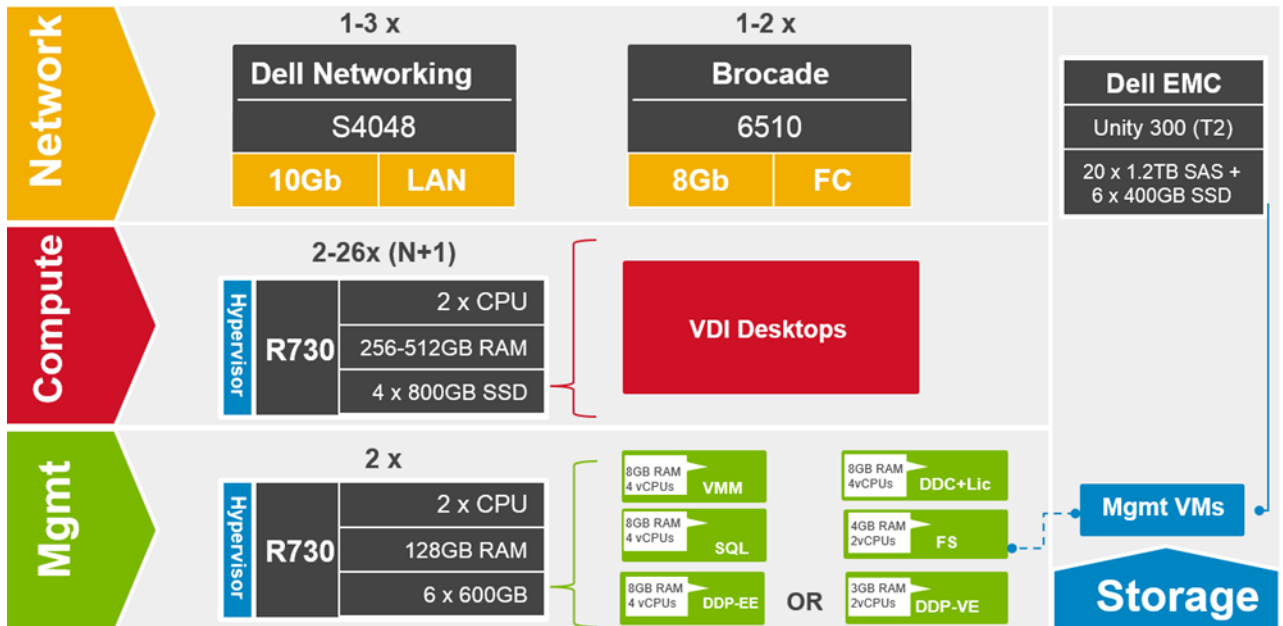 Network
1-3 x
Dell Networking
S4048
10Gb
LAN
1-2 x
Brocade
6510
8Gb
FC
Dell EMC
Unity 300 (T2)
20 x 1.2TB SAS +
6 x 400GB SSD
Compute
2-26x (N+1)
Hypervisor
R730
2 x CPU
256-512GB RAM
4 x 800GB SSD
VDI Desktops
Mgmt
2 x
Hypervisor
R730
2 x CPU
128GB RAM
6 x 600GB
8GB RAM
4 vCPUs
VMM
8GB RAM
4vCPUs
DDC+Lic
8GB RAM
4 vCPUs
SQL
4GB RAM
2vCPUs
FS
8GB RAM
4 vCPUs
DDP-EE
OR
3GB RAM
2vCPUs
DDP-VE
Mgmt VMs
Storage